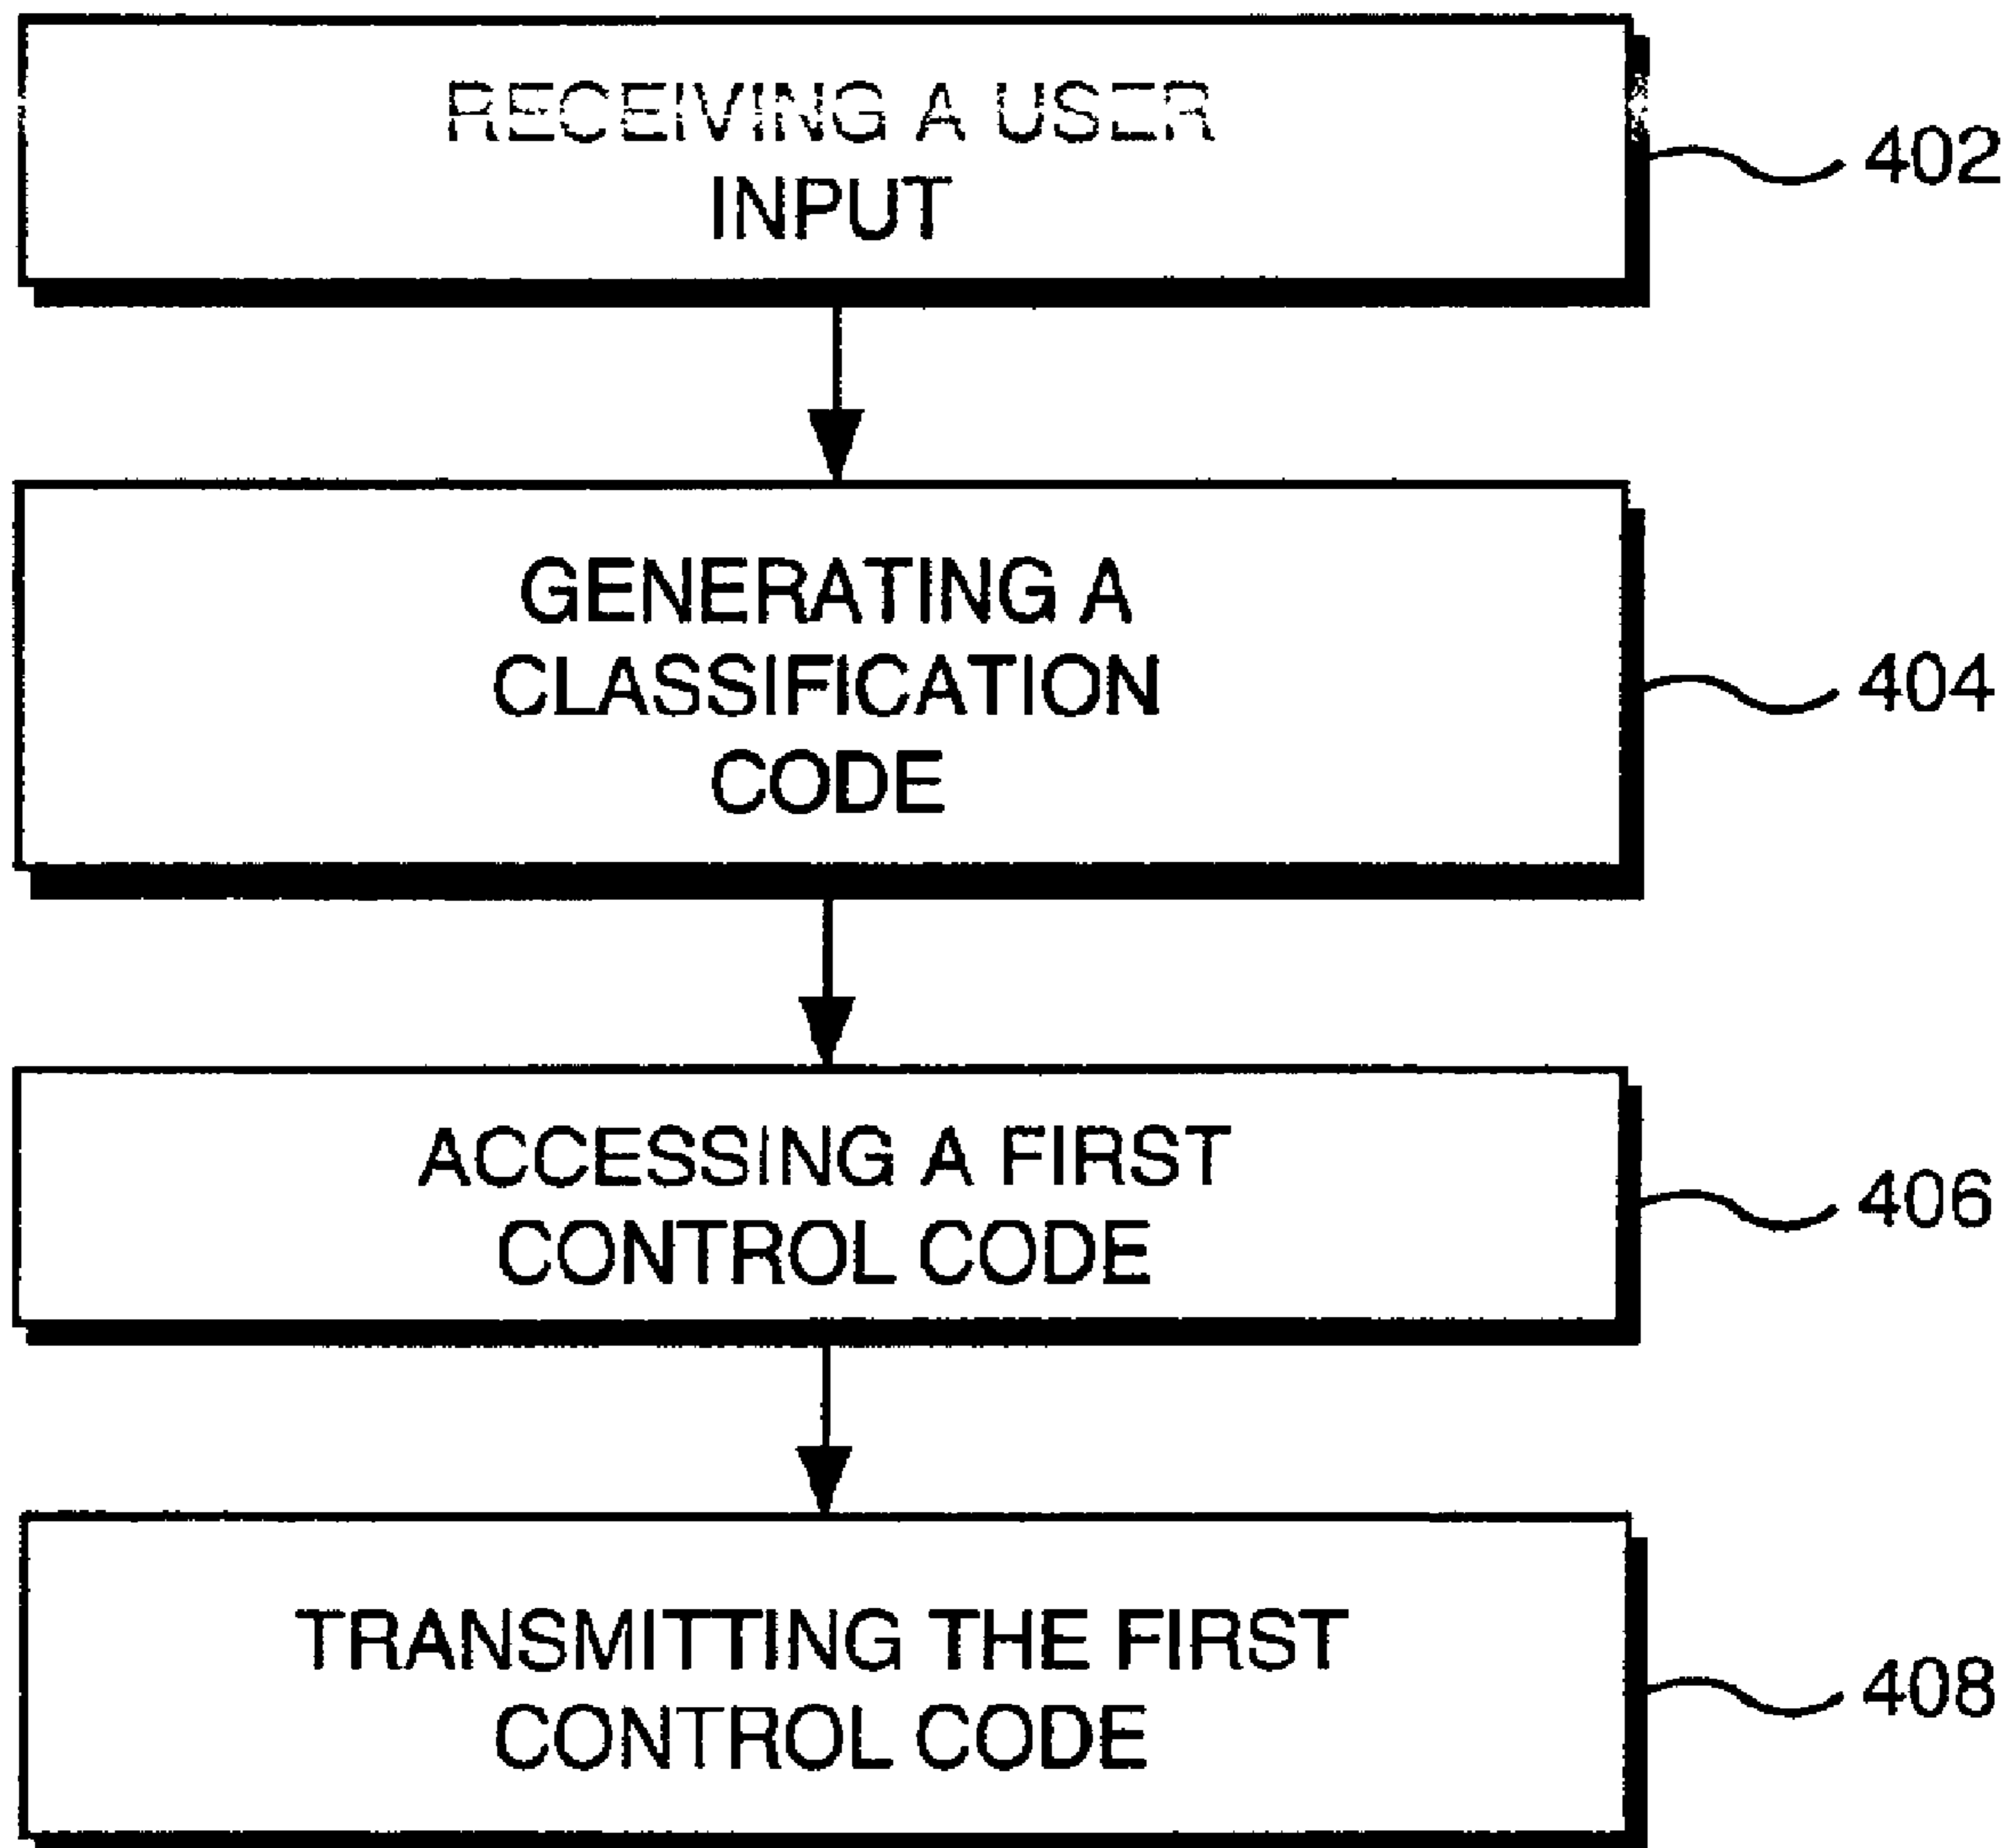 RECEIVING A USER
INPUT
402
GENERATING A
CLASSIFICATION
CODE
404
ACCESSING A FIRST
CONTROL CODE
406
TRANSMITTING THE FIRST
CONTROL CODE
408